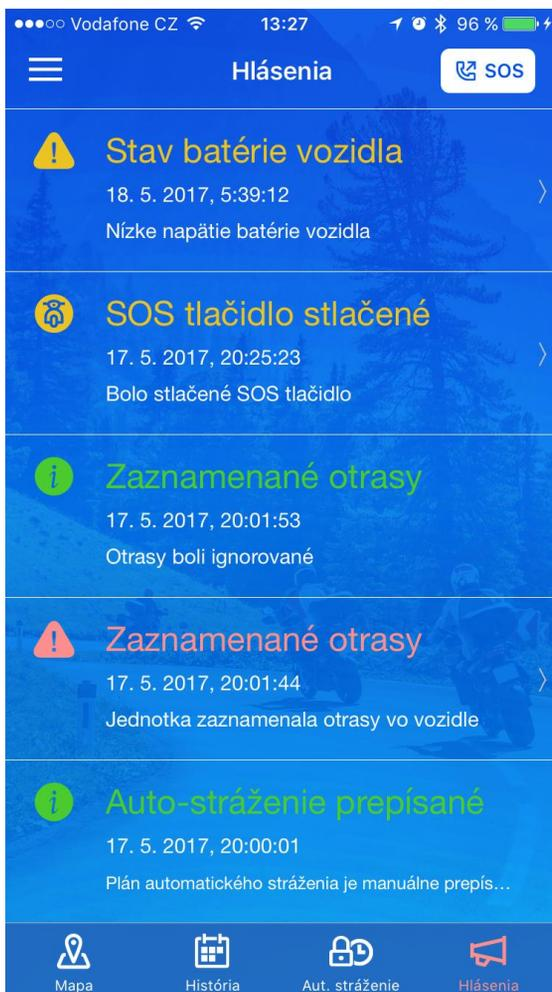 Vodafone CZ 13:27 96 %
Hlásenia SOS
Stav batérie vozidla
18. 5. 2017, 5:39:12
Nízke napätie batérie vozidla
SOS tlačidlo stlačené
17. 5. 2017, 20:25:23
Bolo stlačené SOS tlačidlo
Zaznamenané otrasy
17. 5. 2017, 20:01:53
Otrasy boli ignorované
Zaznamenané otrasy
17. 5. 2017, 20:01:44
Jednotka zaznamenala otrasy vo vozidle
Auto-stráženie prepísané
17. 5. 2017, 20:00:01
Plán automatického stráženia je manuálne prepís...
Mapa História Aut. stráženie Hlásenia